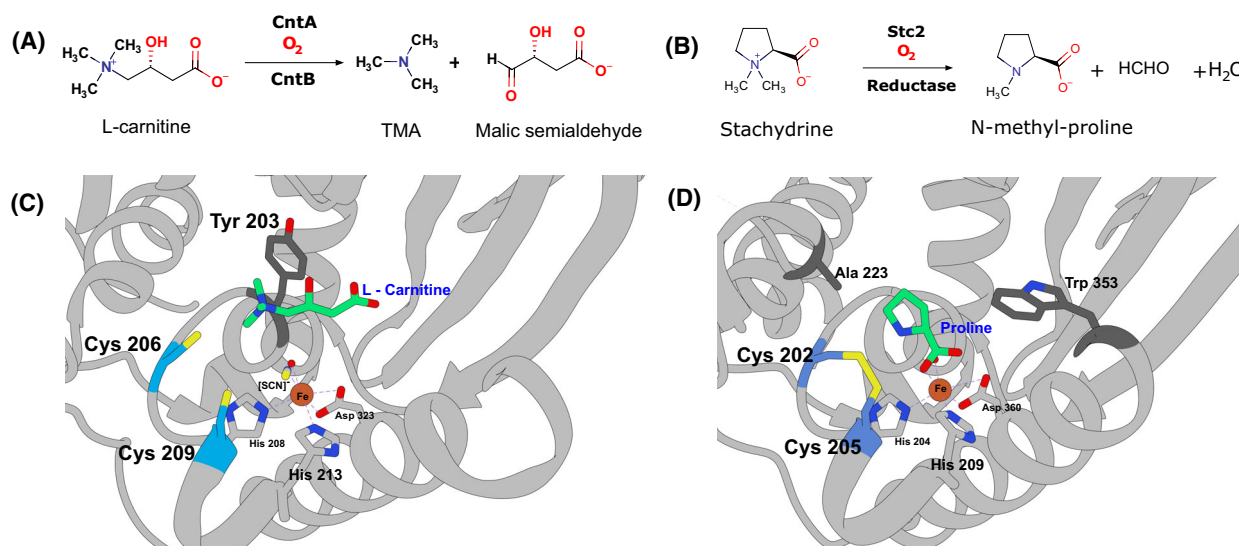 (A)
CH₃
H₃C
N⁺
H₃C
OH
O
O⁻
L-carnitine
CntA
O₂
CntB
CH₃
H₃C
N
CH₃
TMA
+
OH
H
O
O
O⁻
Malic semialdehyde
(B)
N⁺
H₃C
CH₃
O
O⁻
Stachydrine
Stc2
O₂
Reductase
N
CH₃
O
O⁻
N-methyl-proline
+ HCHO
+H₂O
(C)
Tyr 203
L - Carnitine
Cys 206
[SCN]⁻
Fe
Asp 323
Cys 209
His 208
His 213
(D)
Ala 223
Trp 353
Proline
Cys 202
Fe
Asp 360
Cys 205
His 204
His 209